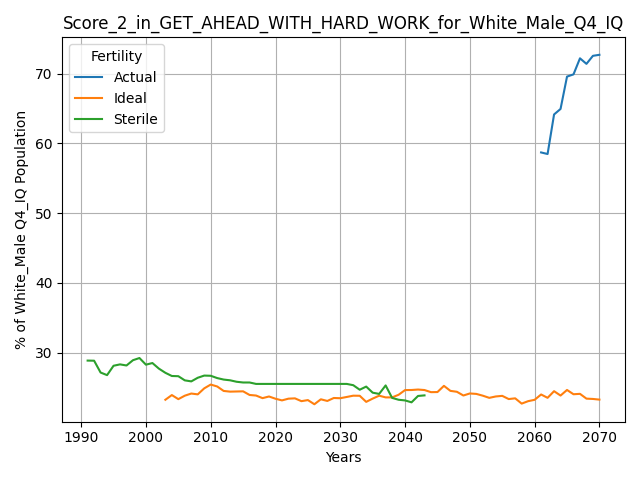 Score_2_in_GET_AHEAD_WITH_HARD_WORK_for_White_Male_Q4_IQ
Fertility
Actual
Ideal
Sterile
% of White_Male Q4_IQ Population
70
60
50
40
30
1990 2000 2010 2020 2030 2040 2050 2060 2070
Years